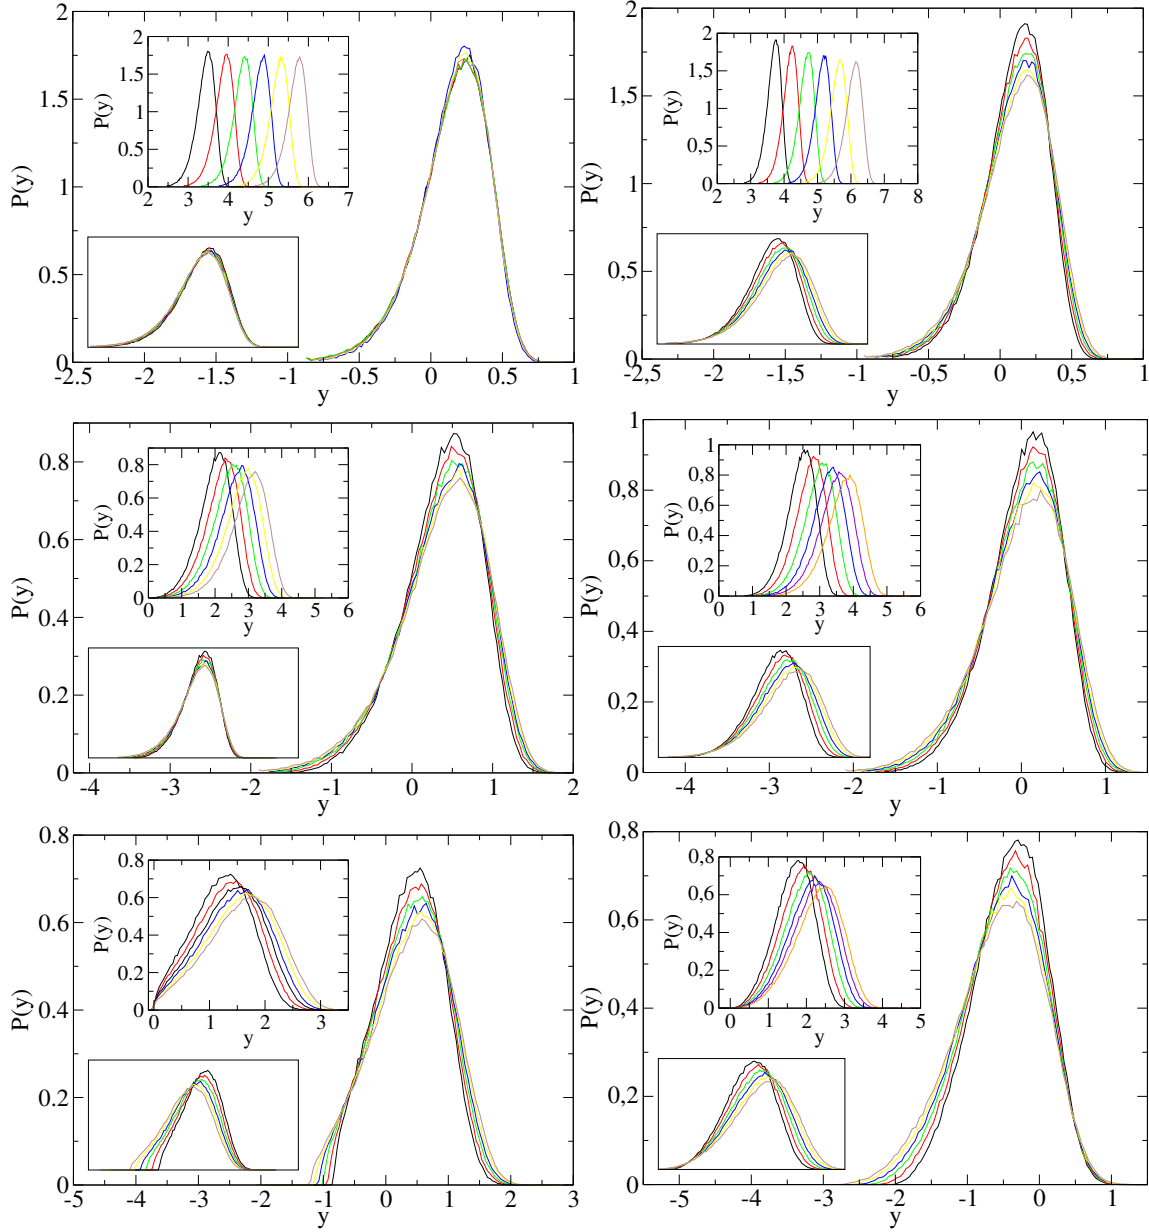 2
1.5
1
0.5
0
P(y)
-2.5 -2 -1.5 -1 -0.5 0 0.5 1
y
2
1.5
1
0.5
0
P(y)
2 3 4 5 6 7
y
2
1,5
1
0,5
0
P(y)
-2,5 -2 -1,5 -1 -0,5 0 0,5 1
y
2
1.5
1
0.5
0
P(y)
2 3 4 5 6 7 8
y
0.8
0.6
0.4
0.2
0
P(y)
-4 -3 -2 -1 0 1 2
y
0.8
0.6
0.4
0.2
0
P(y)
0 1 2 3 4 5 6
y
1
0,8
0,6
0,4
0,2
0
P(y)
-4 -3 -2 -1 0 1
y
1
0,8
0,6
0,4
0,2
0
P(y)
0 1 2 3 4 5 6
y
0.8
0.6
0.4
0.2
0
P(y)
-5 -4 -3 -2 -1 0 1 2 3
y
0.8
0.6
0.4
0.2
0
P(y)
0 1 2 3
y
0,8
0,6
0,4
0,2
0
P(y)
-5 -4 -3 -2 -1 0 1
y
0,8
0,6
0,4
0,2
0
P(y)
0 1 2 3 4 5
y